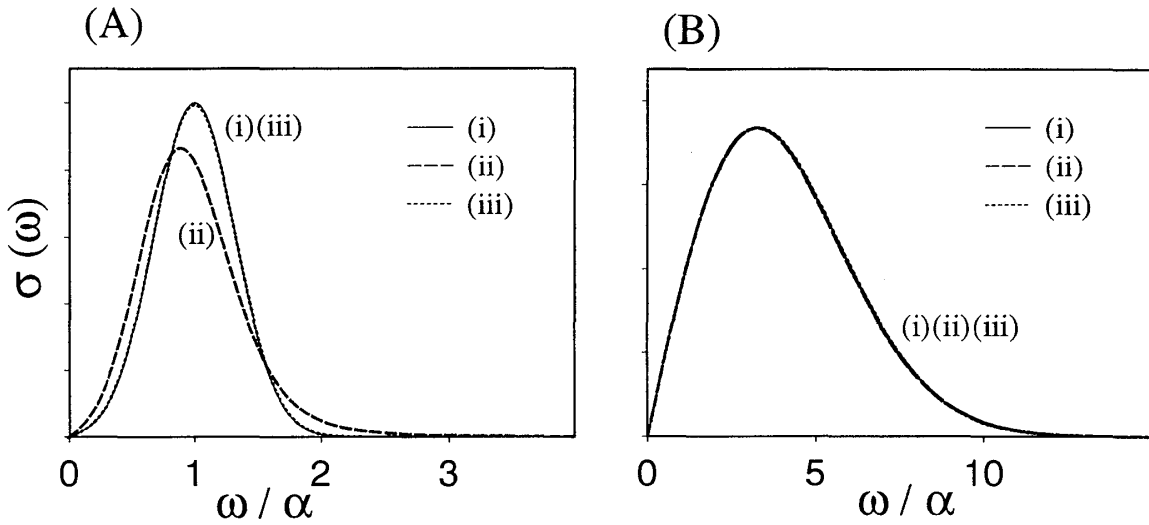 (A)
(i)(iii)
(ii)
(i)
(ii)
(iii)
σ (ω)
0 1 2 3
ω / α
(B)
(i)
(ii)
(iii)
(i)(ii)(iii)
0 5 10
ω / α